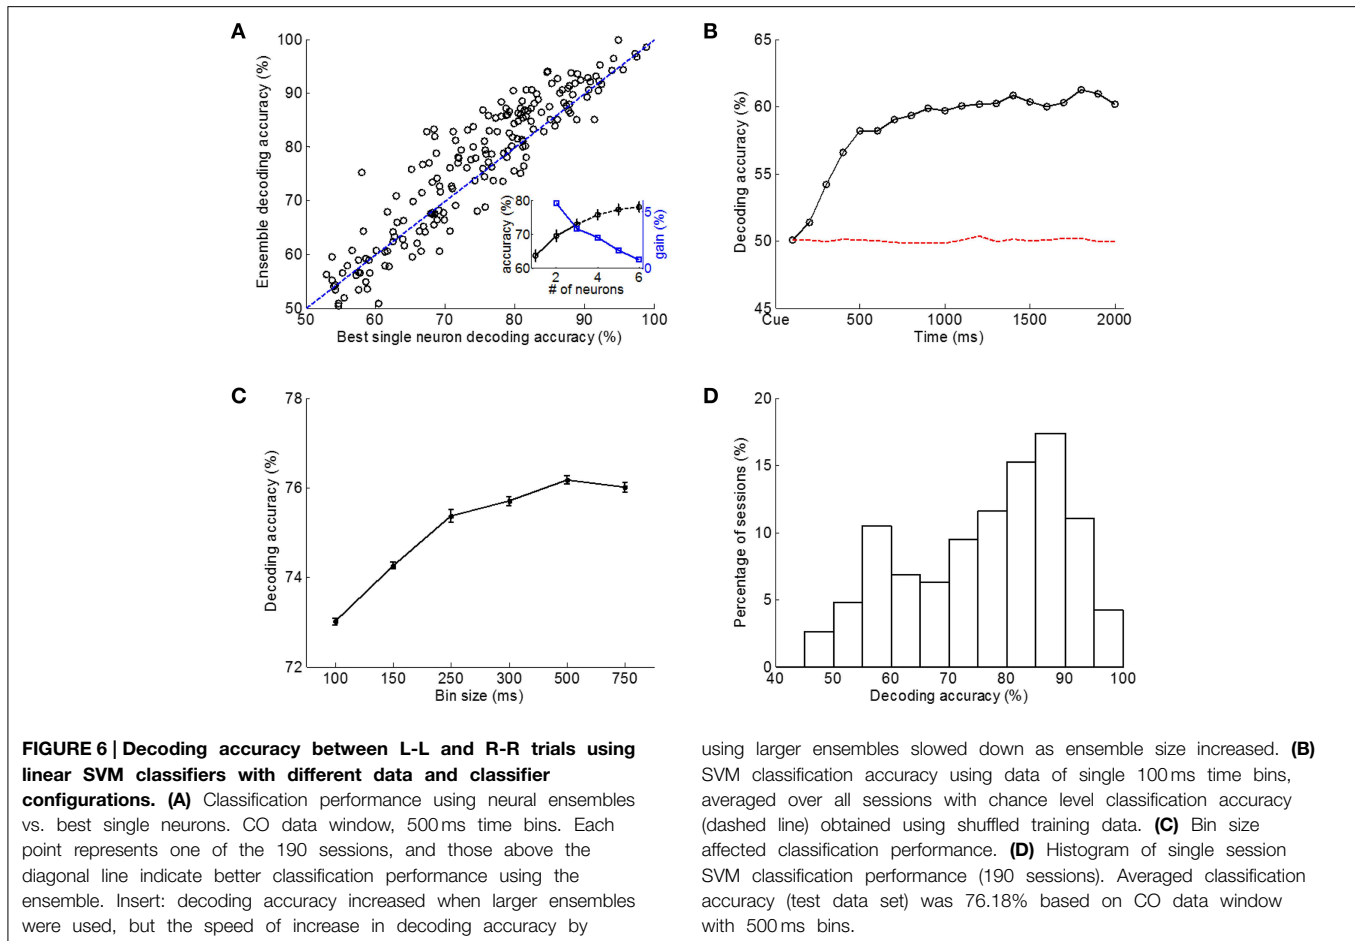 A
100
90
80
70
60
50
Ensemble decoding accuracy (%)
50
60
70
80
90
100
Best single neuron decoding accuracy (%)
80
70
60
accuracy (%)
5
0
gain (%)
2
4
6
# of neurons
B
65
60
55
50
45
Decoding accuracy (%)
Cue
500
1000
1500
2000
Time (ms)
C
78
76
74
72
Decoding accuracy (%)
100
150
250
300
500
750
Bin size (ms)
D
20
15
10
5
0
Percentage of sessions (%)
40
50
60
70
80
90
100
Decoding accuracy (%)
FIGURE 6 | Decoding accuracy between L-L and R-R trials using
linear SVM classifiers with different data and classifier
configurations. (A) Classification performance using neural ensembles
vs. best single neurons. CO data window, 500 ms time bins. Each
point represents one of the 190 sessions, and those above the
diagonal line indicate better classification performance using the
ensemble. Insert: decoding accuracy increased when larger ensembles
were used, but the speed of increase in decoding accuracy by
using larger ensembles slowed down as ensemble size increased. (B)
SVM classification accuracy using data of single 100 ms time bins,
averaged over all sessions with chance level classification accuracy
(dashed line) obtained using shuffled training data. (C) Bin size
affected classification performance. (D) Histogram of single session
SVM classification performance (190 sessions). Averaged classification
accuracy (test data set) was 76.18% based on CO data window
with 500 ms bins.